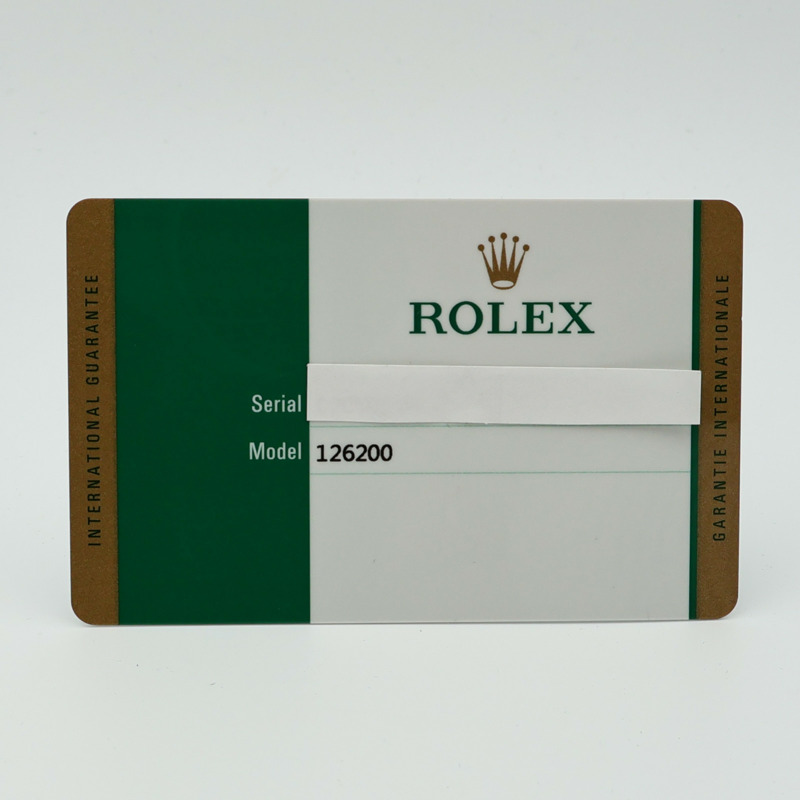 INTERNATIONAL GUARANTEE
ROLEX
Serial
Model 126200
GARANTIE INTERNATIONALE